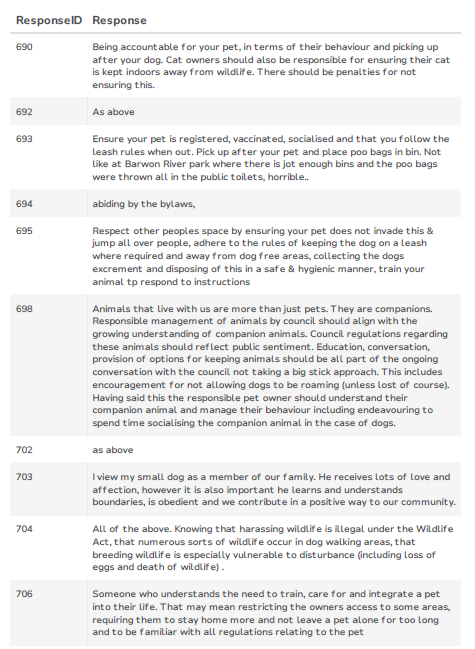 ResponseID Response
690 Being accountable for your pet, in terms of their behaviour and picking up
after your dog. Cat owners should also be responsible for ensuring their cat
is kept indoors away from wildlife. There should be penalties for not
ensuring this.
692 As above
693 Ensure your pet is registered, vaccinated, socialised and that you follow the
leash rules when out. Pick up after your pet and place poo bags in bin. Not
like at Barwon River park where there is jot enough bins and the poo bags
were thrown all in the public toilets, horrible..
694 abiding by the bylaws,
695 Respect other peoples space by ensuring your pet does not invade this &
jump all over people, adhere to the rules of keeping the dog on a leash
where required and away from dog free areas, collecting the dogs
excrement and disposing of this in a safe & hygienic manner, train your
animal tp respond to instructions
698 Animals that live with us are more than just pets. They are companions.
Responsible management of animals by council should align with the
growing understanding of companion animals. Council regulations regarding
these animals should reflect public sentiment. Education, conversation,
provision of options for keeping animals should be all part of the ongoing
conversation with the council not taking a big stick approach. This includes
encouragement for not allowing dogs to be roaming (unless lost of course).
Having said this the responsible pet owner should understand their
companion animal and manage their behaviour including endeavouring to
spend time socialising the companion animal in the case of dogs.
702 as above
703 I view my small dog as a member of our family. He receives lots of love and
affection, however it is also important he learns and understands
boundaries, is obedient and we contribute in a positive way to our community.
704 All of the above. Knowing that harassing wildlife is illegal under the Wildlife
Act, that numerous sorts of wildlife occur in dog walking areas, that
breeding wildlife is especially vulnerable to disturbance (including loss of
eggs and death of wildlife) .
706 Someone who understands the need to train, care for and integrate a pet
into their life. That may mean restricting the owners access to some areas,
requiring them to stay home more and not leave a pet alone for too long
and to be familiar with all regulations relating to the pet